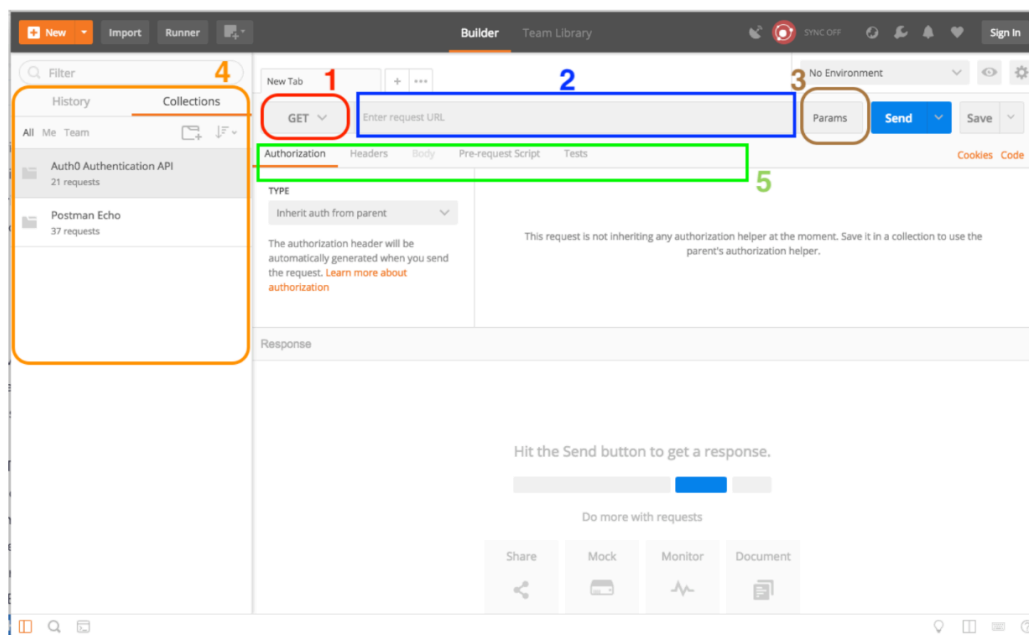 New Import Runner Builder Team Library SYNC OFF Sign In
Filter 4
History Collections
All Me Team
Auth0 Authentication API
21 requests
Postman Echo
37 requests
New Tab 1 + ••• 2 3 No Environment
GET Enter request URL Params Send Save
Authorization Headers Body Pre-request Script Tests Cookies Code
5
TYPE
Inherit auth from parent
The authorization header will be
automatically generated when you send
the request. Learn more about
authorization
This request is not inheriting any authorization helper at the moment. Save it in a collection to use the
parent's authorization helper.
Response
Hit the Send button to get a response.
Do more with requests
Share Mock Monitor Document